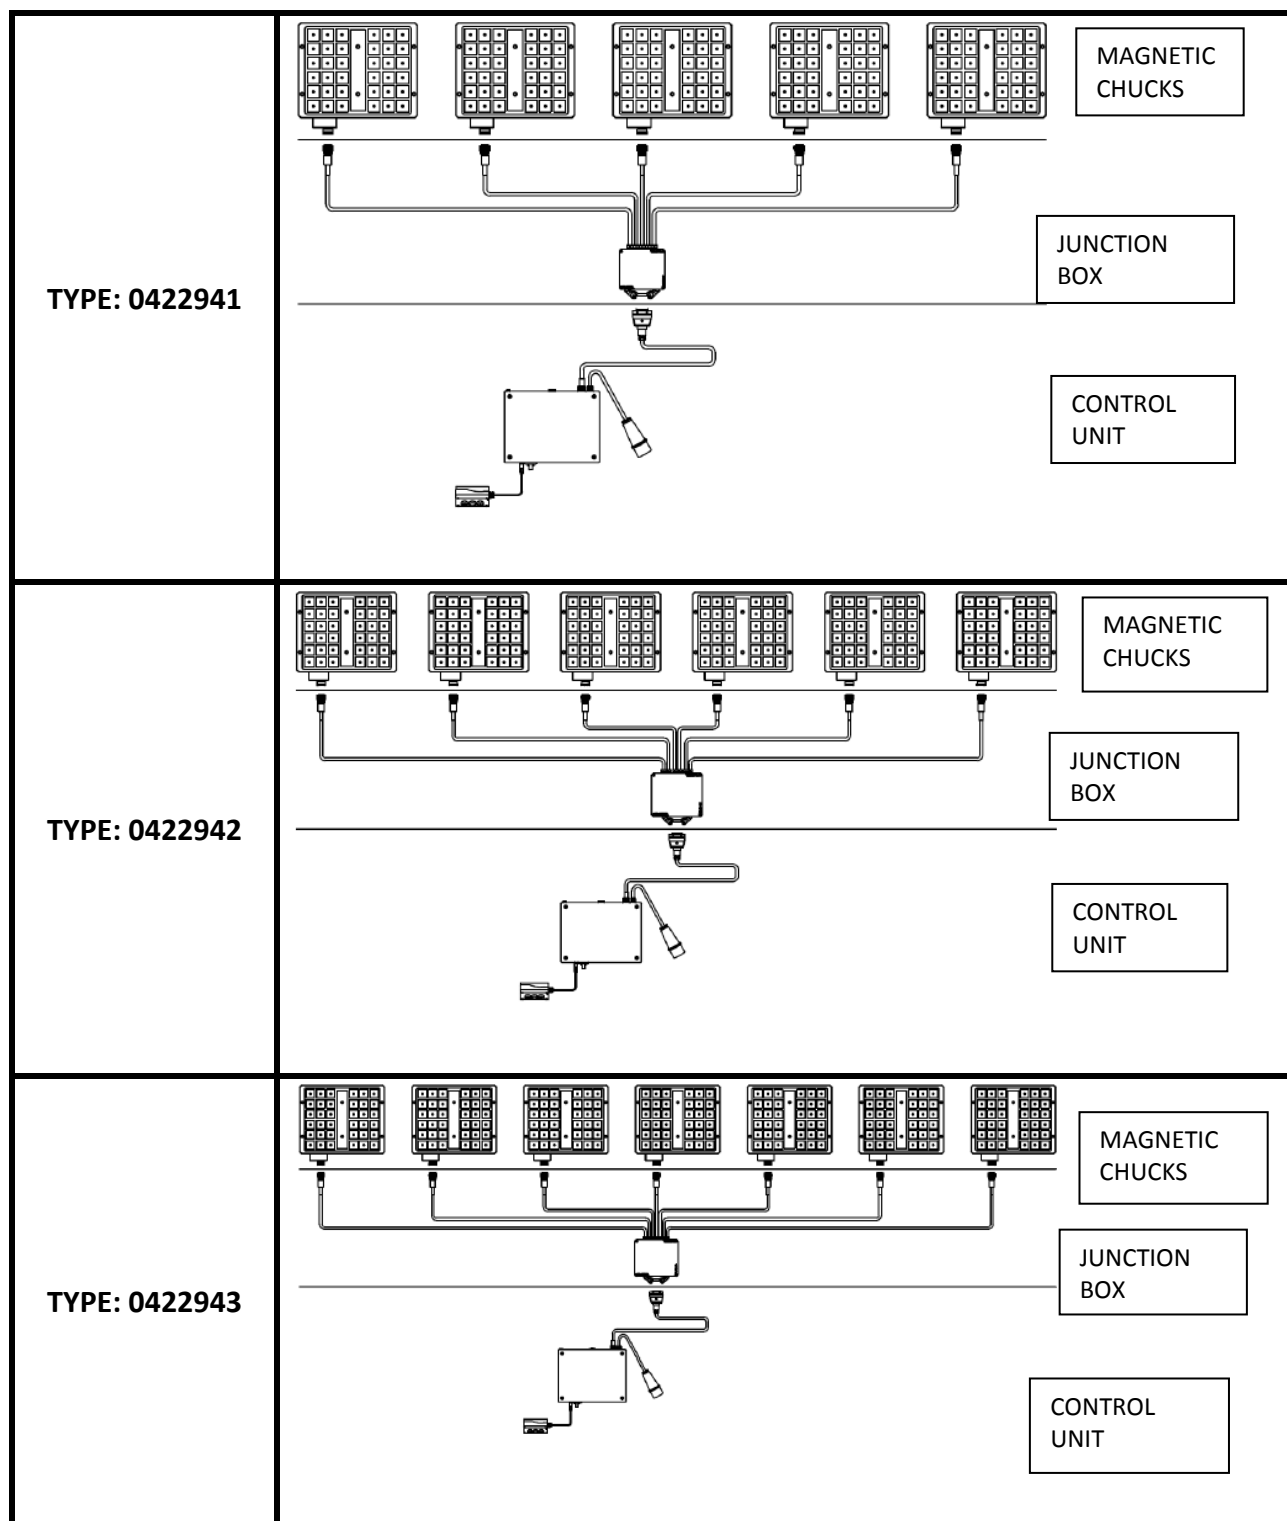 TYPE: 0422941
MAGNETIC
CHUCKS
JUNCTION
BOX
CONTROL
UNIT
TYPE: 0422942
MAGNETIC
CHUCKS
JUNCTION
BOX
CONTROL
UNIT
TYPE: 0422943
MAGNETIC
CHUCKS
JUNCTION
BOX
CONTROL
UNIT